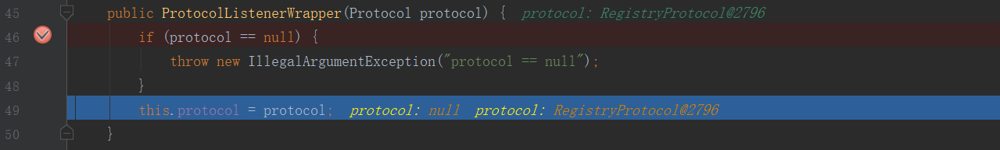 45 public ProtocolListenerWrapper(Protocol protocol) { protocol: RegistryProtocol@2796
46 if (protocol == null) {
47 throw new IllegalArgumentException("protocol == null");
48 }
49 this.protocol = protocol; protocol: null protocol: RegistryProtocol@2796
50 }